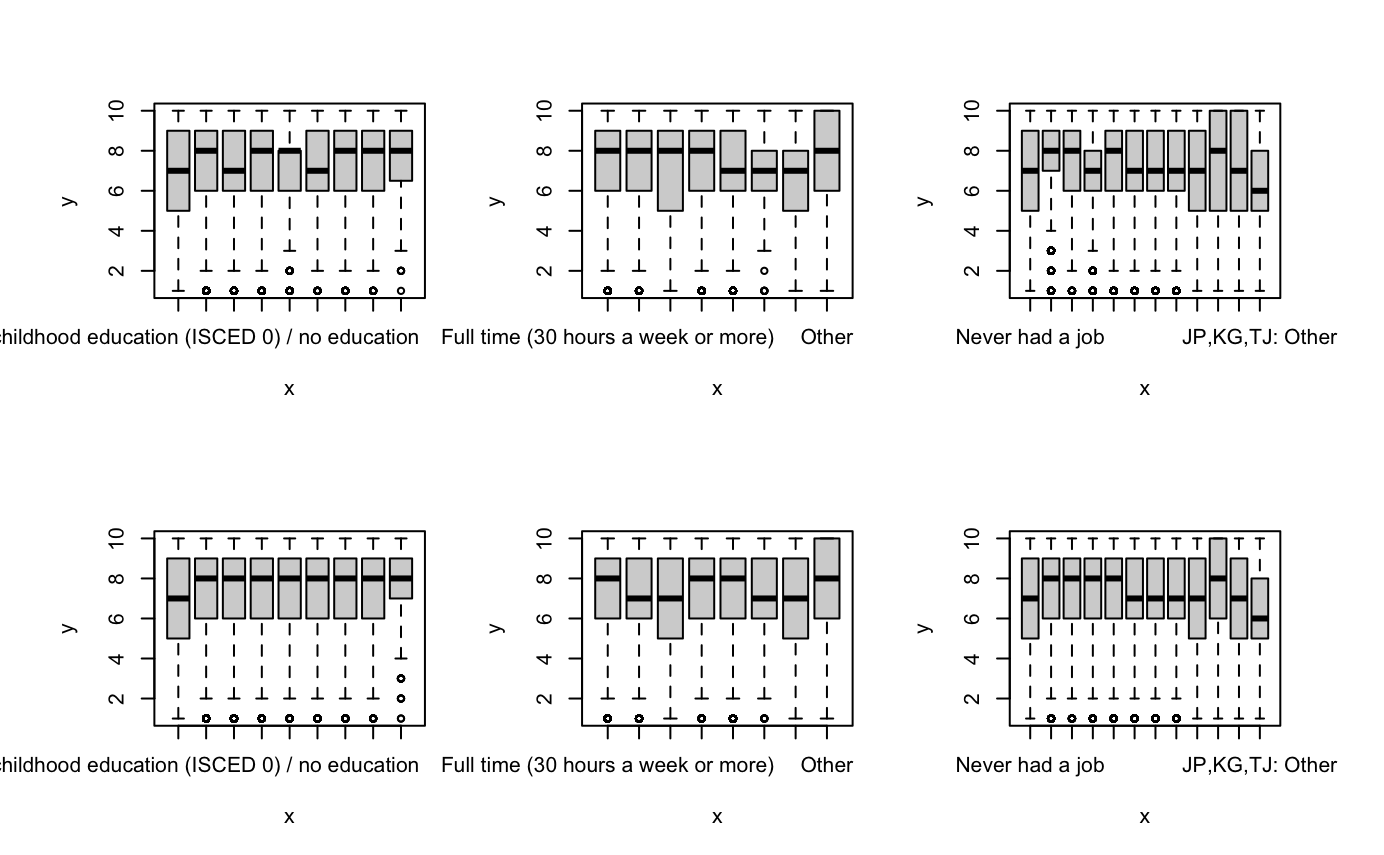 y
10
8
6
4
2
childhood education (ISCED 0) / no education
x
y
10
8
6
4
2
Full time (30 hours a week or more) Other
x
y
10
8
6
4
2
Never had a job JP,KG,TJ: Other
x
y
10
8
6
4
2
childhood education (ISCED 0) / no education
x
y
10
8
6
4
2
Full time (30 hours a week or more) Other
x
y
10
8
6
4
2
Never had a job JP,KG,TJ: Other
x